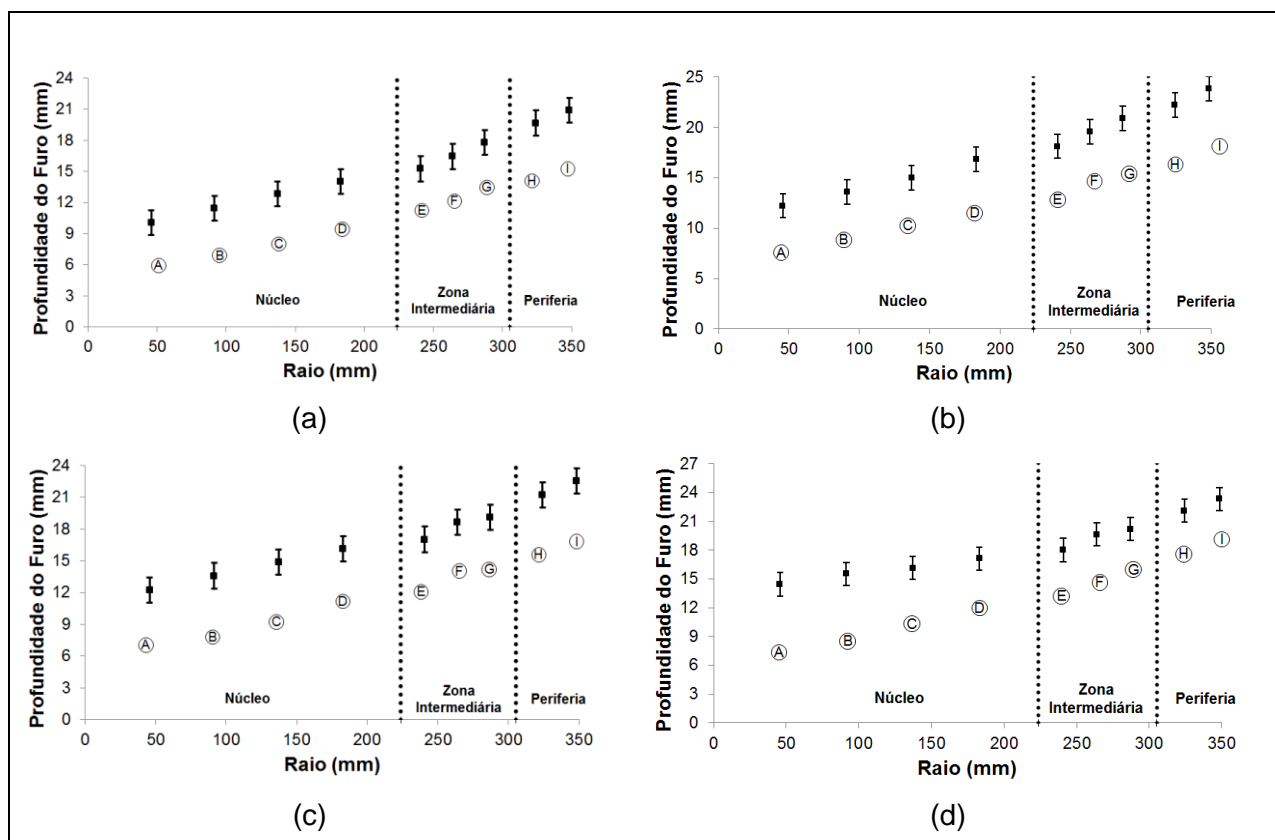 Profundidade do Furo (mm)
24
21
18
15
12
9
6
3
0
A
B
C
D
E
F
G
H
I
Núcleo
Zona
Intermediária
Periferia
0 50 100 150 200 250 300 350
Raio (mm)
(a)
Profundidade do Furo (mm)
25
20
15
10
5
0
A
B
C
D
E
F
G
H
I
Núcleo
Zona
Intermediária
Periferia
0 50 100 150 200 250 300 350
Raio (mm)
(b)
Profundidade do Furo (mm)
24
21
18
15
12
9
6
3
0
A
B
C
D
E
F
G
H
I
Núcleo
Zona
Intermediária
Periferia
0 50 100 150 200 250 300 350
Raio (mm)
(c)
Profundidade do Furo (mm)
27
24
21
18
15
12
9
6
3
0
A
B
C
D
E
F
G
H
I
Núcleo
Zona
Intermediária
Periferia
0 50 100 150 200 250 300 350
Raio (mm)
(d)